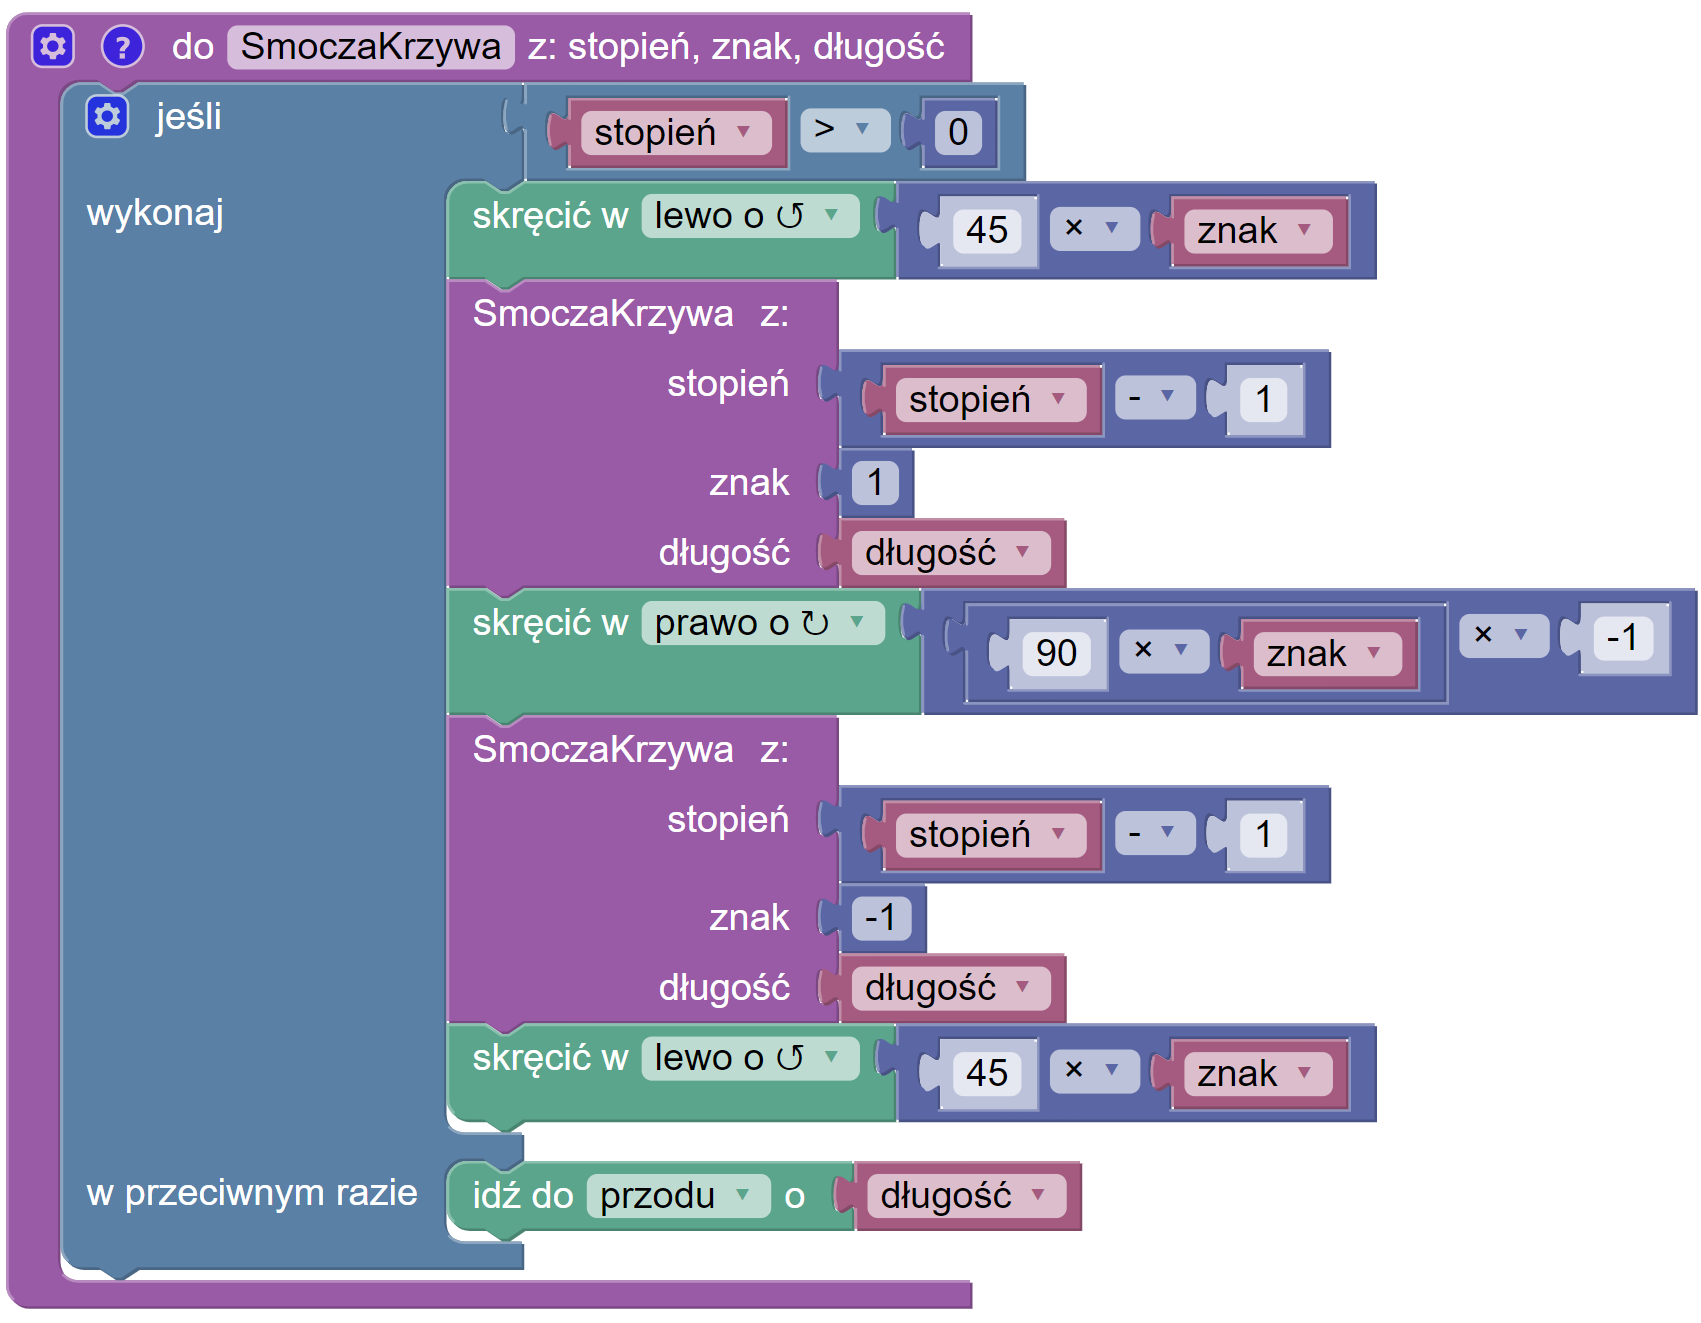 ? do SmoczaKrzywa z: stopień, znak, długość
jeśli stopień > 0
wykonaj skręcić w lewo o ↺ 45 × znak
SmoczaKrzywa z:
stopień stopień - 1
znak 1
długość długość
skręcić w prawo o ↻ 90 × znak × -1
SmoczaKrzywa z:
stopień stopień - 1
znak -1
długość długość
skręcić w lewo o ↺ 45 × znak
w przeciwnym razie idź do przodu o długość